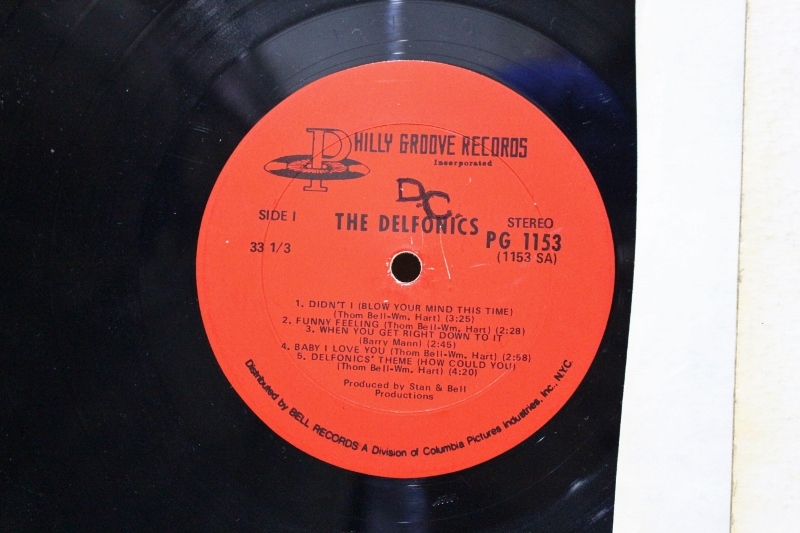 PHILLY GROOVE RECORDS
Incorporated
D.C.
THE DELFONICS
SIDE I
STEREO
33 1/3
PG 1153
(1153 SA)
1. DIDN'T I (BLOW YOUR MIND THIS TIME)
(Thom Bell-Wm. Hart) (3:25)
2. FUNNY FEELING (Thom Bell-Wm. Hart) (2:28)
3. WHEN YOU GET RIGHT DOWN TO IT
(Barry Mann) (2:45)
4. BABY I LOVE YOU (Thom Bell-Wm. Hart) (2:58)
5. DELFONICS' THEME (HOW COULD YOU)
(Thom Bell-Wm. Hart) (4:20)
Produced by Stan & Bell
Productions
Distributed by BELL RECORDS A Division of Columbia Pictures Industries, Inc., N.Y.C.